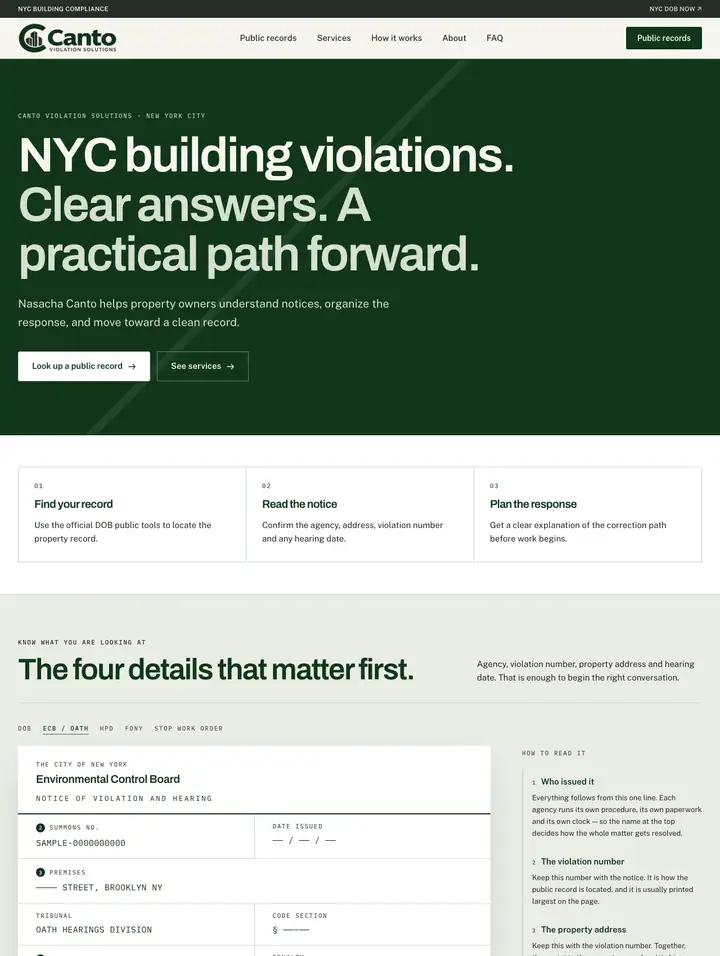 NYC BUILDING COMPLIANCE
NYC DOB NOW ↗
Canto
VIOLATION SOLUTIONS
Public records
Services
How it works
About
FAQ
Public records
CANTO VIOLATION SOLUTIONS · NEW YORK CITY
NYC building violations.
Clear answers. A
practical path forward.
Nasacha Canto helps property owners understand notices, organize the
response, and move toward a clean record.
Look up a public record →
See services →
01
Find your record
Use the official DOB public tools to locate the
property record.
02
Read the notice
Confirm the agency, address, violation number
and any hearing date.
03
Plan the response
Get a clear explanation of the correction path
before work begins.
KNOW WHAT YOU ARE LOOKING AT
The four details that matter first.
Agency, violation number, property address and hearing
date. That is enough to begin the right conversation.
DOB
ECB / OATH
HPD
FDNY
STOP WORK ORDER
THE CITY OF NEW YORK
Environmental Control Board
NOTICE OF VIOLATION AND HEARING
2 SUMMONS NO.
SAMPLE-0000000000
DATE ISSUED
—— / —— / ——
3 PREMISES
———— STREET, BROOKLYN NY
TRIBUNAL
OATH HEARINGS DIVISION
CODE SECTION
§ —————
HOW TO READ IT
1 Who issued it
Everything follows from this one line. Each
agency runs its own procedure, its own paperwork
and its own clock — so the name at the top
decides how the whole matter gets resolved.
2 The violation number
Keep this number with the notice. It is how the
public record is located, and it is usually printed
largest on the page.
3 The property address
Keep this with the violation number. Together,